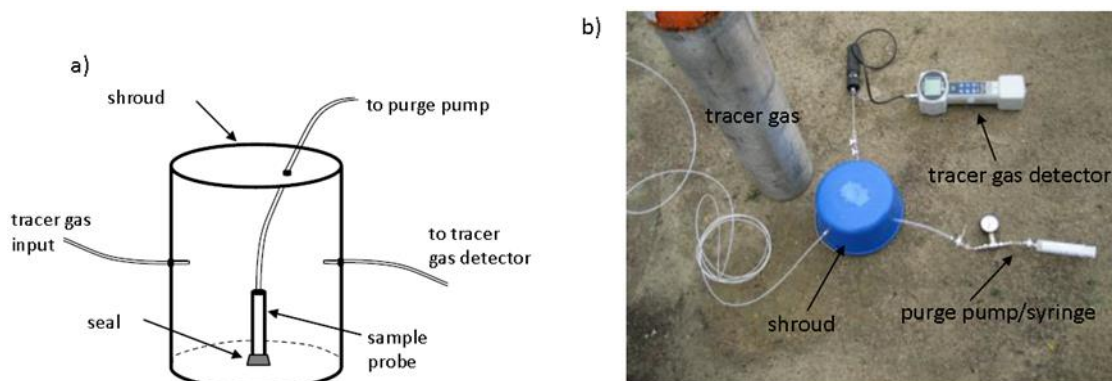 a)
shroud
to purge pump
tracer gas
input
to tracer
gas detector
seal
sample
probe
b)
tracer gas
tracer gas detector
shroud
purge pump/syringe